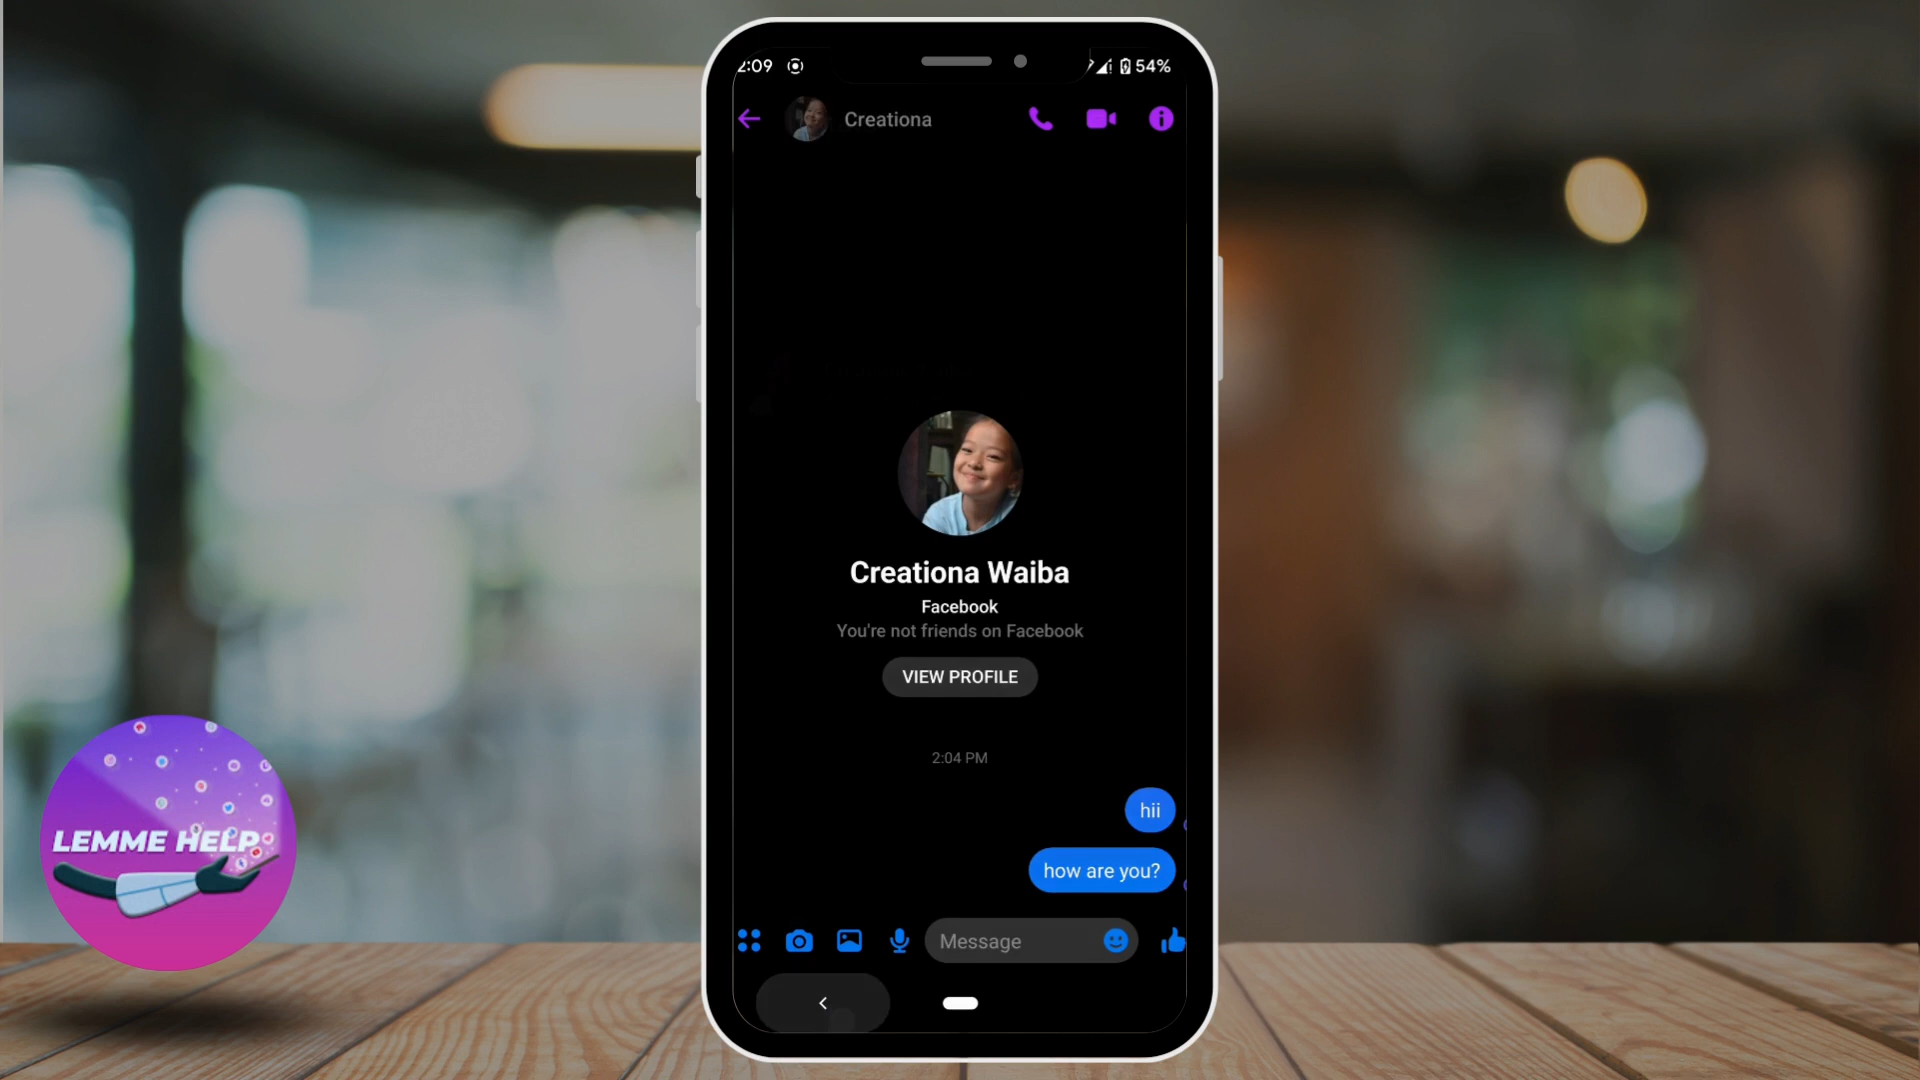 2:09
54%
Creationa
Creationa Waiba
Facebook
You're not friends on Facebook
VIEW PROFILE
2:04 PM
hii
how are you?
Message
LEMME HELP